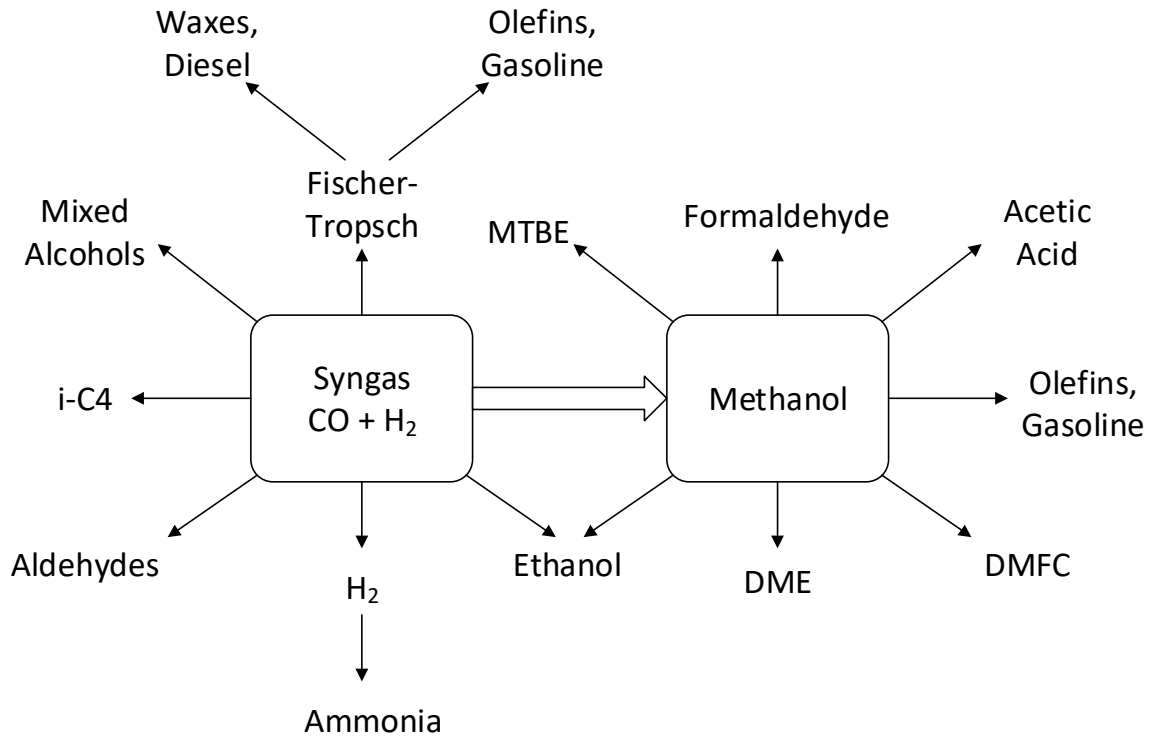 Waxes,
Diesel
Olefins,
Gasoline
Fischer-
Tropsch
Mixed
Alcohols
MTBE
Formaldehyde
Acetic
Acid
i-C4
Syngas
CO + H₂
Methanol
Olefins,
Gasoline
Aldehydes
H₂
Ethanol
DME
DMFC
Ammonia